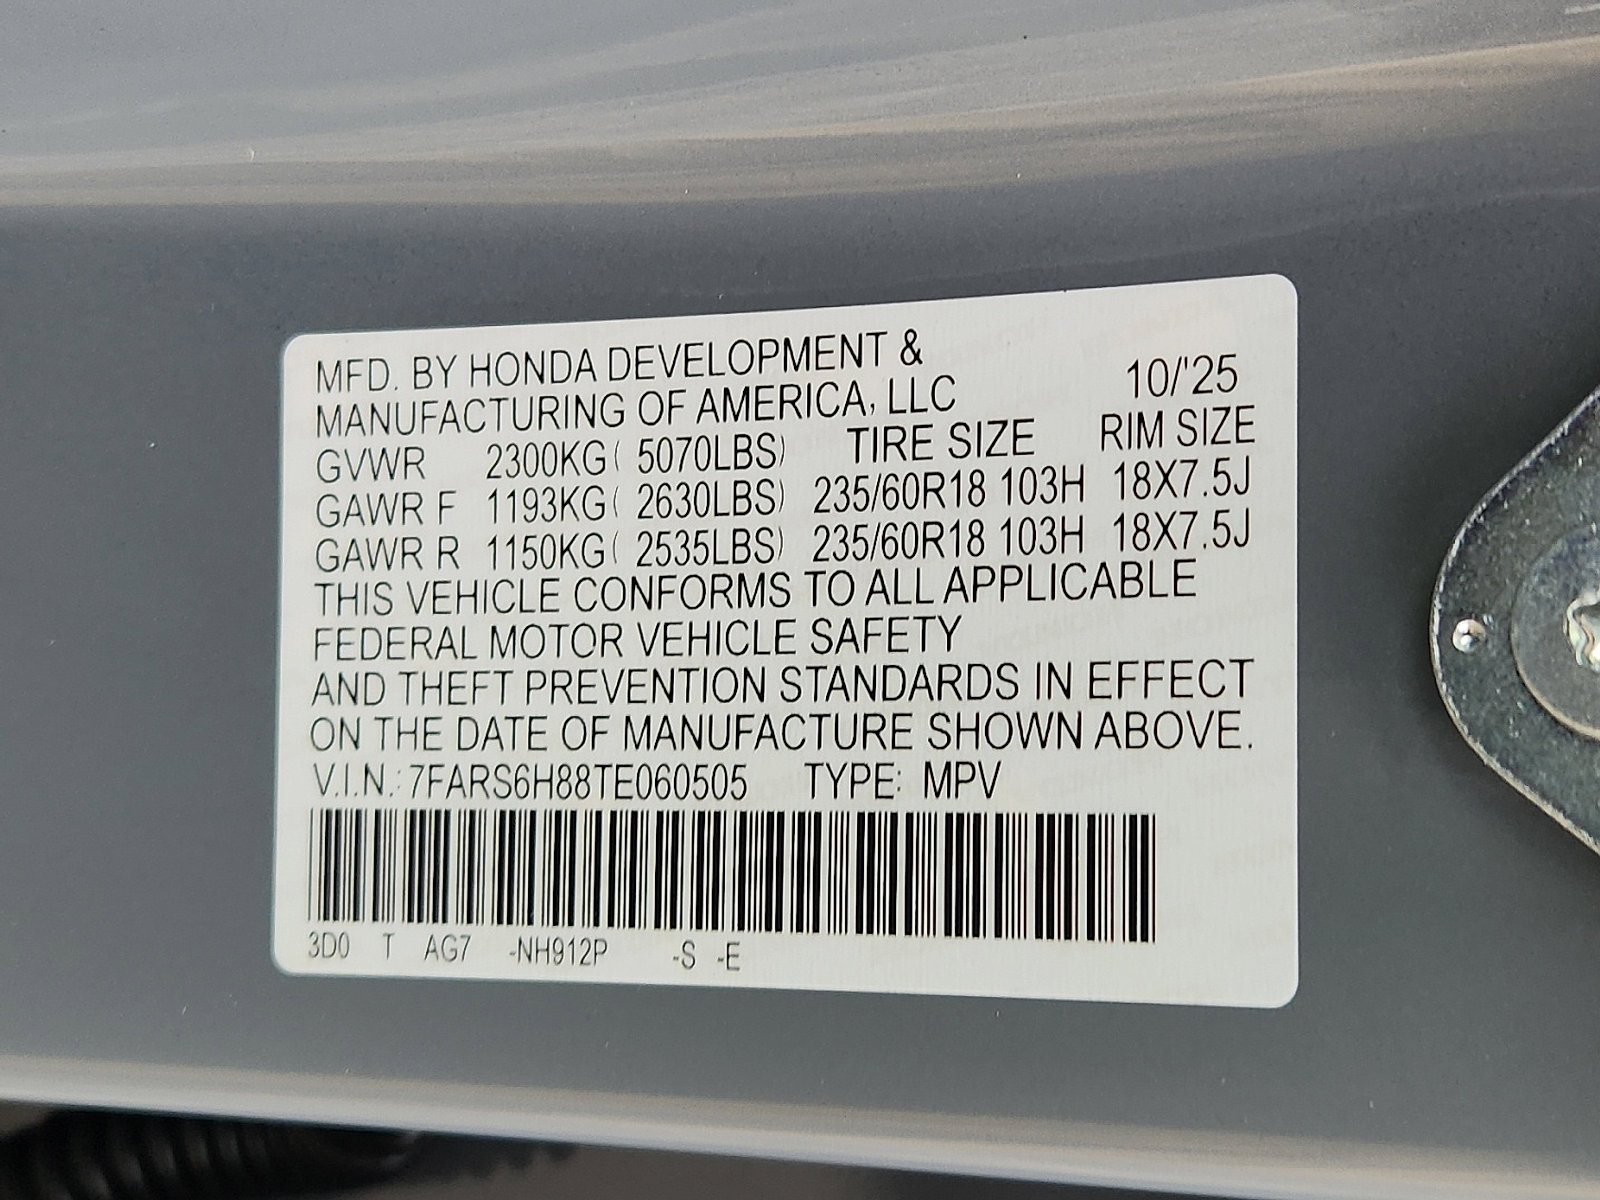 MFD. BY HONDA DEVELOPMENT &
MANUFACTURING OF AMERICA, LLC 10/'25
GVWR 2300KG( 5070LBS) TIRE SIZE RIM SIZE
GAWR F 1193KG( 2630LBS) 235/60R18 103H 18X7.5J
GAWR R 1150KG( 2535LBS) 235/60R18 103H 18X7.5J
THIS VEHICLE CONFORMS TO ALL APPLICABLE
FEDERAL MOTOR VEHICLE SAFETY
AND THEFT PREVENTION STANDARDS IN EFFECT
ON THE DATE OF MANUFACTURE SHOWN ABOVE.
V.I.N.: 7FARS6H88TE060505 TYPE: MPV
3D0 T AG7 -NH912P -S -E